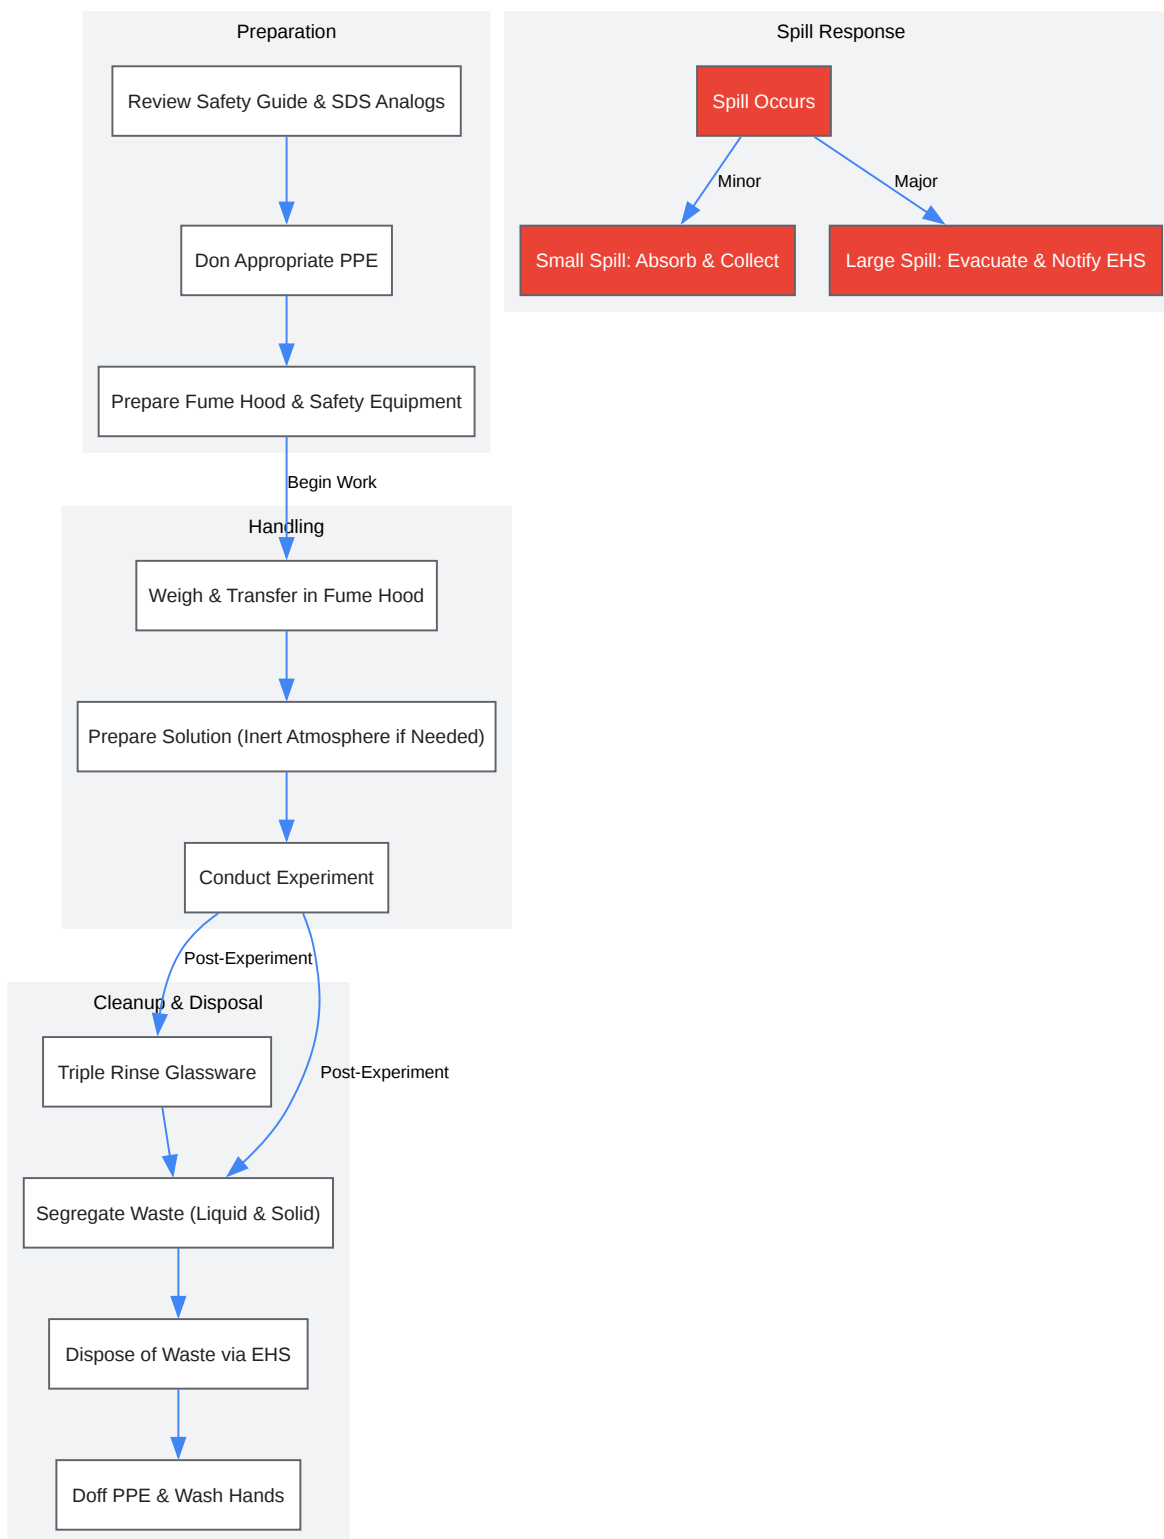 Preparation
Review Safety Guide & SDS Analogs
Don Appropriate PPE
Prepare Fume Hood & Safety Equipment
Begin Work
Handling
Weigh & Transfer in Fume Hood
Prepare Solution (Inert Atmosphere if Needed)
Conduct Experiment
Post-Experiment
Cleanup & Disposal
Triple Rinse Glassware
Post-Experiment
Segregate Waste (Liquid & Solid)
Dispose of Waste via EHS
Doff PPE & Wash Hands
Spill Response
Spill Occurs
Minor
Major
Small Spill: Absorb & Collect
Large Spill: Evacuate & Notify EHS